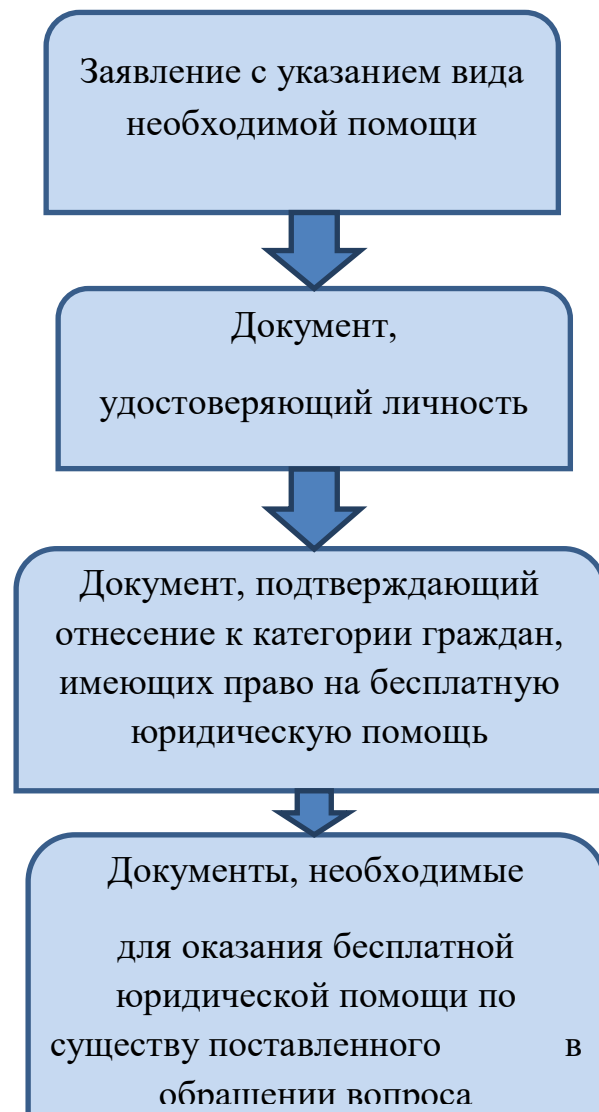 Заявление с указанием вида
необходимой помощи
Документ,
удостоверяющий личность
Документ, подтверждающий
отнесение к категории граждан,
имеющих право на бесплатную
юридическую помощь
Документы, необходимые
для оказания бесплатной
юридической помощи по
существу поставленного в
обращении вопроса